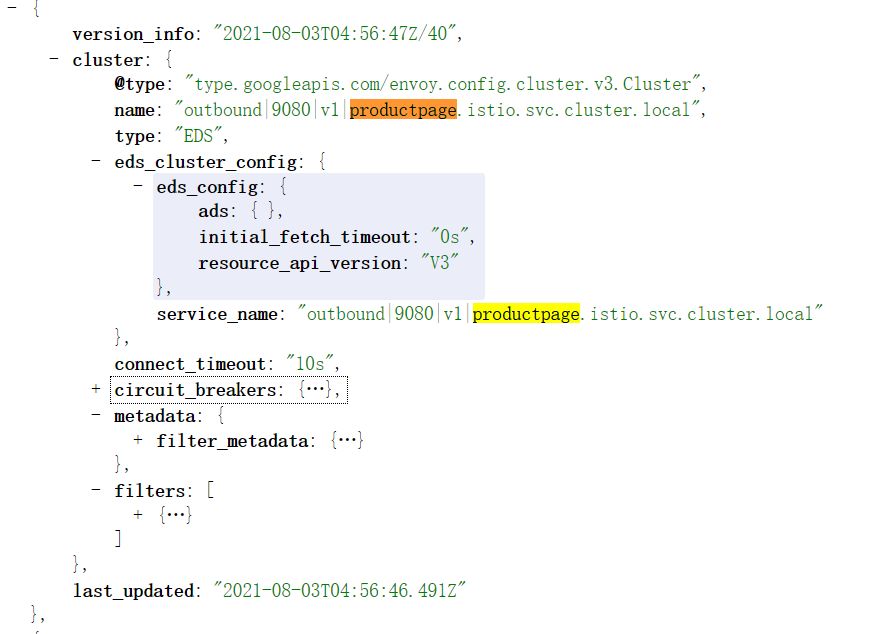 - {
version_info: "2021-08-03T04:56:47Z/40",
- cluster: {
@type: "type.googleapis.com/envoy.config.cluster.v3.Cluster",
name: "outbound|9080|v1|productpage.istio.svc.cluster.local",
type: "EDS",
- eds_cluster_config: {
- eds_config: {
ads: { },
initial_fetch_timeout: "0s",
resource_api_version: "V3"
},
service_name: "outbound|9080|v1|productpage.istio.svc.cluster.local"
},
connect_timeout: "10s",
+ circuit_breakers: {…},
- metadata: {
+ filter_metadata: {…}
},
- filters: [
+ {…}
]
},
last_updated: "2021-08-03T04:56:46.491Z"
},